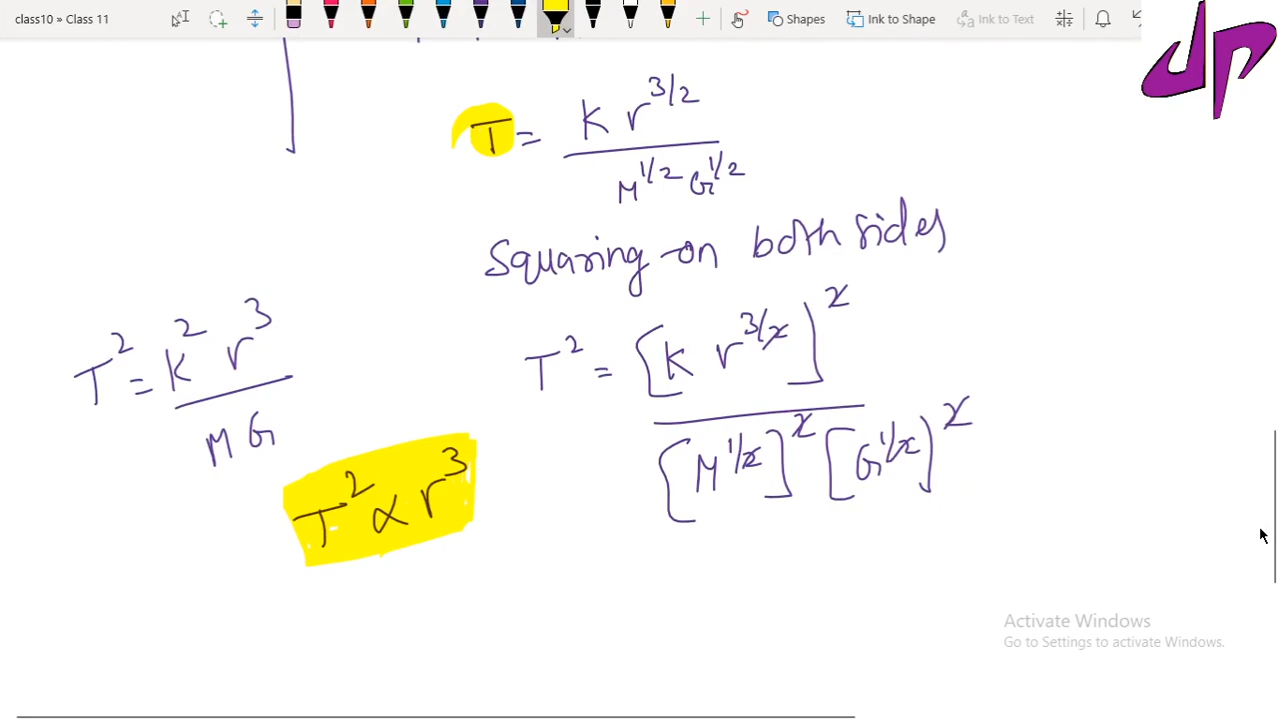 class10 » Class 11
Shapes
Ink to Shape
Ink to Text
dp
T = K r^3/2
M^1/2 G^1/2
Squaring on both sides
T^2 = [K r^3/2]^2
[M^1/2]^2 [G^1/2]^2
T^2 = K^2 r^3
M G
T^2 ∝ r^3
Activate Windows
Go to Settings to activate Windows.